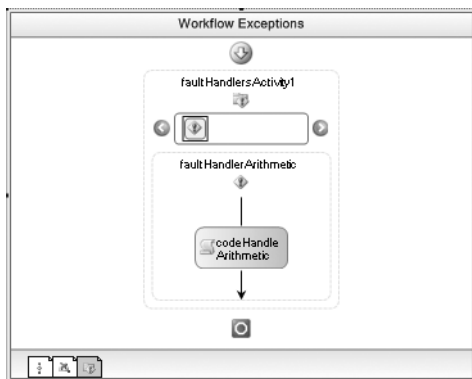 Workflow Exceptions
faultHandlersActivity1
faultHandlerArithmetic
codeHandle
Arithmetic